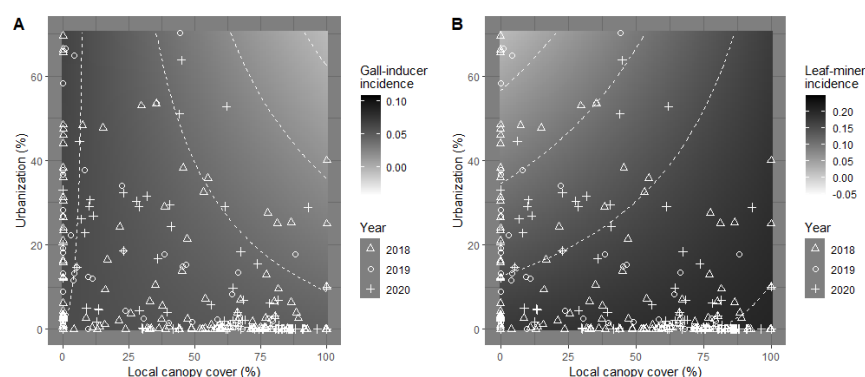 A
Urbanization (%)
60
40
20
0
0
25
50
75
100
Local canopy cover (%)
Gall-inducer
incidence
0.10
0.05
0.00
Year
2018
2019
2020
B
Urbanization (%)
60
40
20
0
0
25
50
75
100
Local canopy cover (%)
Leaf-miner
incidence
0.20
0.15
0.10
0.05
0.00
-0.05
Year
2018
2019
2020